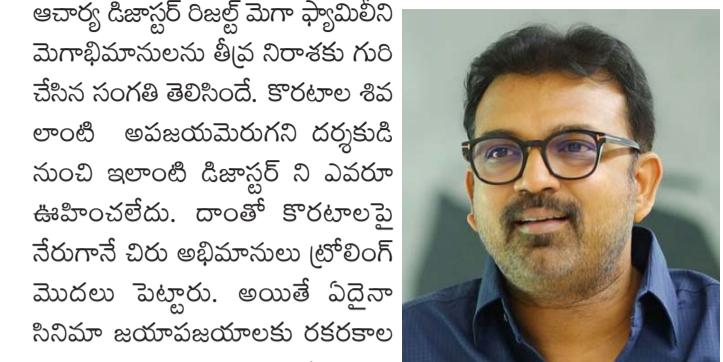 ఆచార్య డిజాస్టర్ రిజల్ట్ మెగా ఫ్యామిలీని
మెగాభిమానులను తీవ్ర నిరాశకు గురి
చేసిన సంగతి తెలిసిందే. కొరటాల శివ
లాంటి అపజయమెరుగని దర్శకుడి
నుంచి ఇలాంటి డిజాస్టర్ ని ఎవరూ
ఊహించలేదు. దాంతో కొరటాలపై
నేరుగానే చిరు అభిమానులు ట్రోలింగ్
మొదలు పెట్టారు. అయితే ఏదైనా
సినిమా జయాపజయాలకు రకరకాల